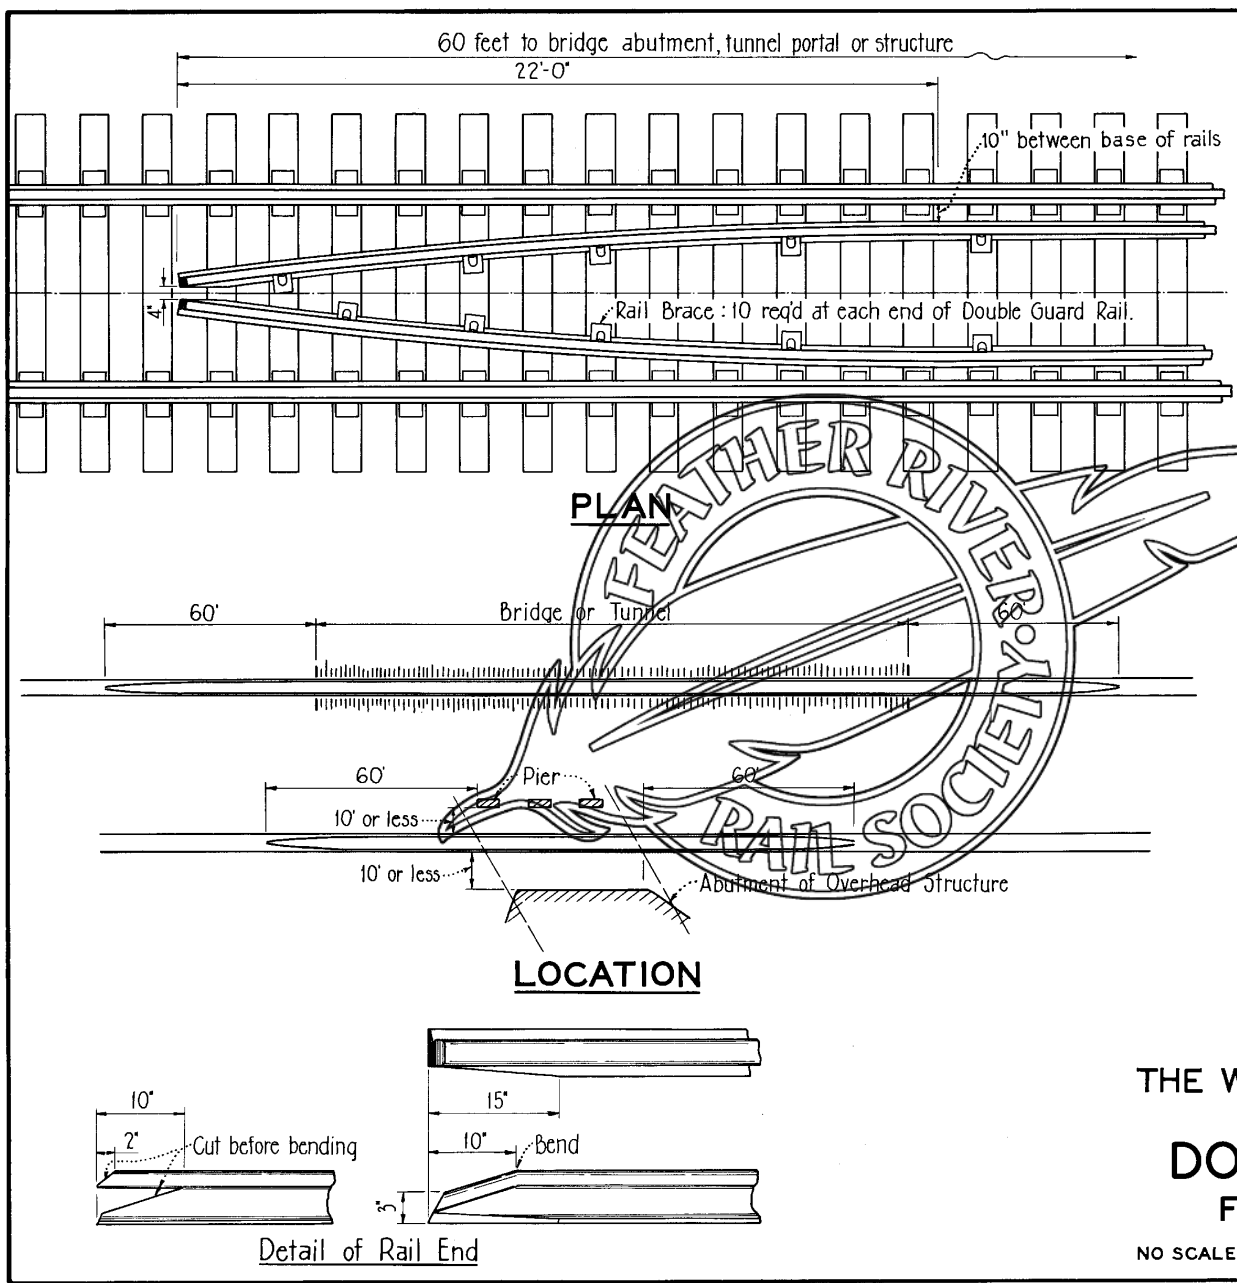 60 feet to bridge abutment, tunnel portal or structure
22'-0"
10" between base of rails
4"
Rail Brace : 10 req'd at each end of Double Guard Rail.
PLAN
FEATHER RIVER • RAIL SOCIETY
60'
Bridge or Tunnel
60'
60'
Pier
60'
10' or less
10' or less
Abutment of Overhead Structure
LOCATION
10"
2"
Cut before bending
15"
10"
Bend
3"
Detail of Rail End
THE W
DO
F
NO SCALE